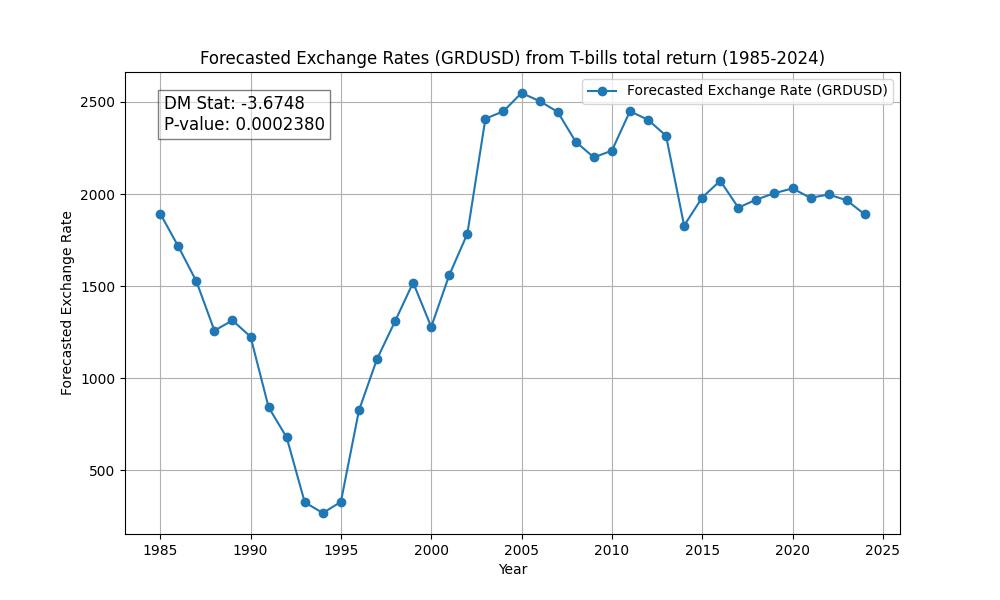 Forecasted Exchange Rates (GRDUSD) from T-bills total return (1985-2024)
DM Stat: -3.6748
P-value: 0.0002380
Forecasted Exchange Rate (GRDUSD)
Forecasted Exchange Rate
2500
2000
1500
1000
500
1985 1990 1995 2000 2005 2010 2015 2020 2025
Year